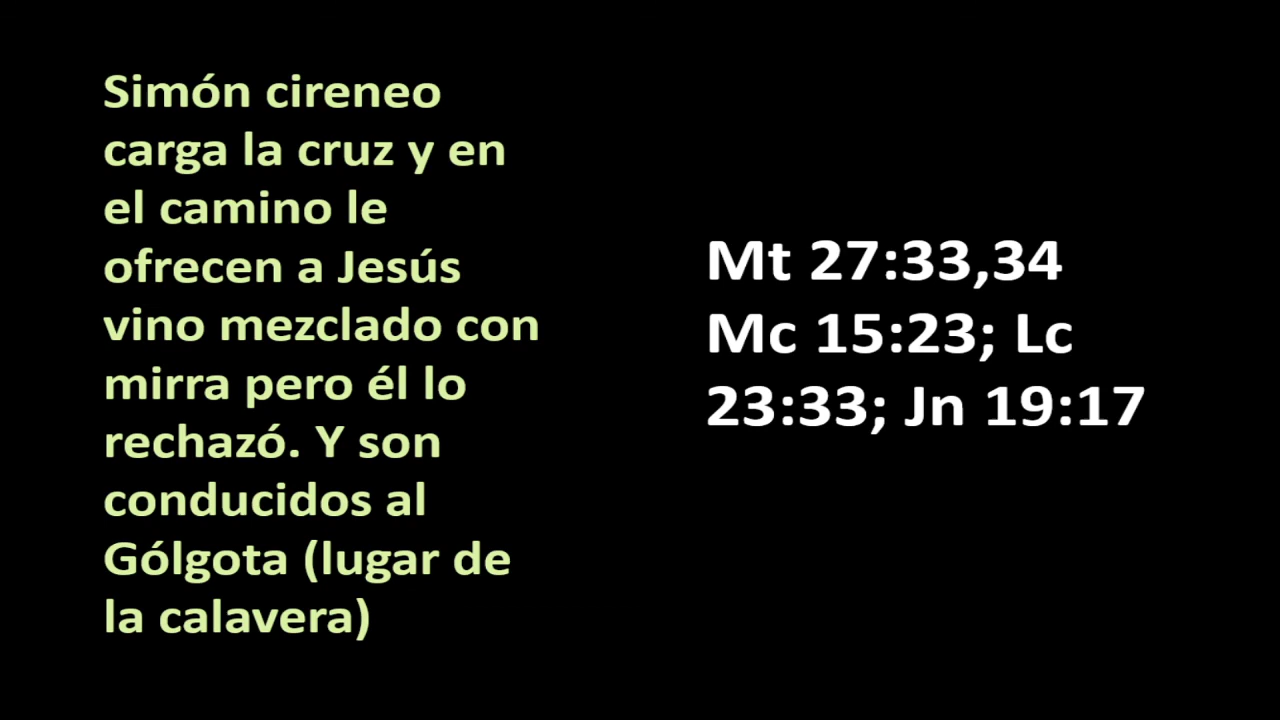 Simón cireneo
carga la cruz y en
el camino le
ofrecen a Jesús
vino mezclado con
mirra pero él lo
rechazó. Y son
conducidos al
Gólgota (lugar de
la calavera)
Mt 27:33,34
Mc 15:23; Lc
23:33; Jn 19:17